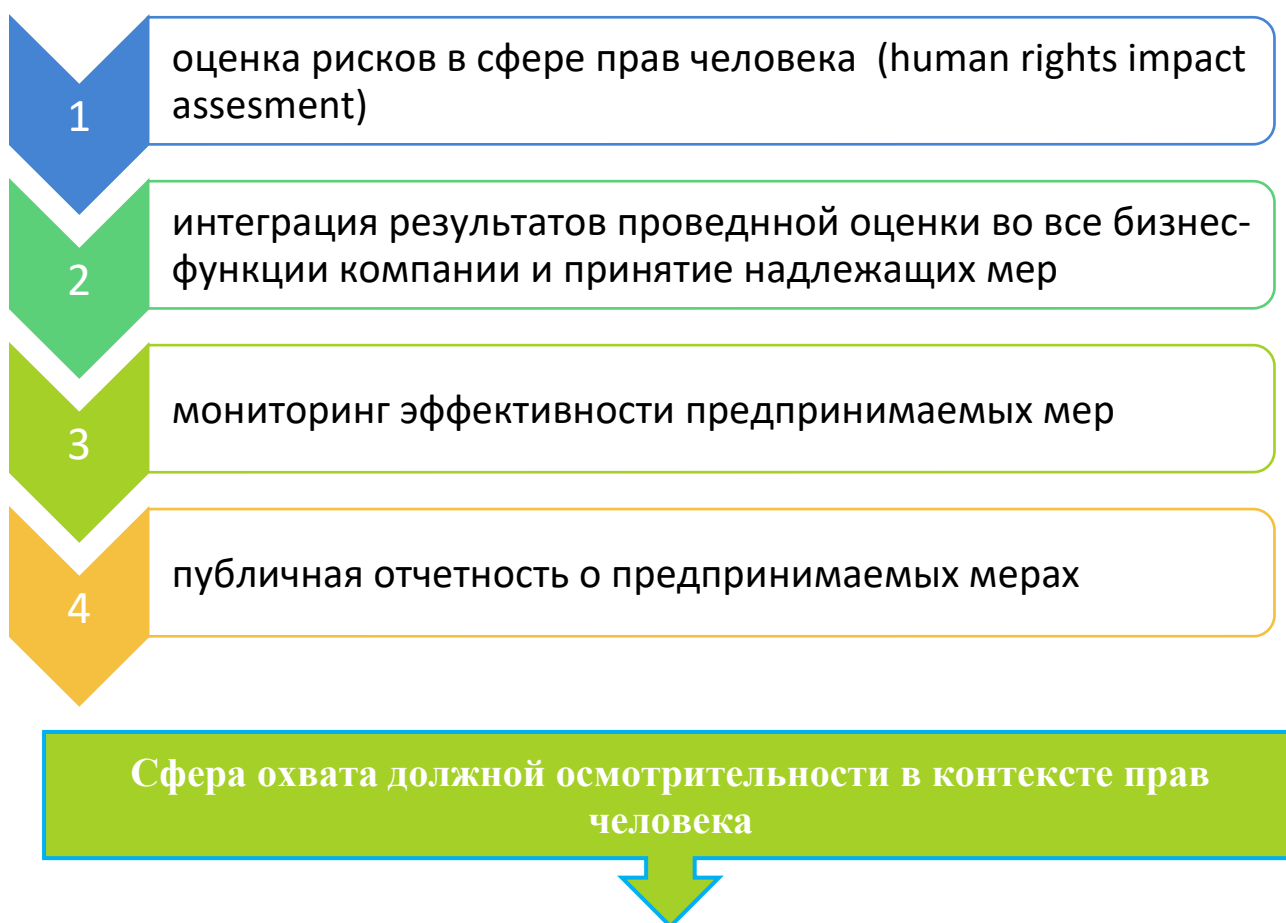 1
оценка рисков в сфере прав человека (human rights impact
assesment)
2
интеграция результатов проведнной оценки во все бизнес-
функции компании и принятие надлежащих мер
3
мониторинг эффективности предпринимаемых мер
4
публичная отчетность о предпринимаемых мерах
Сфера охвата должной осмотрительности в контексте прав
человека